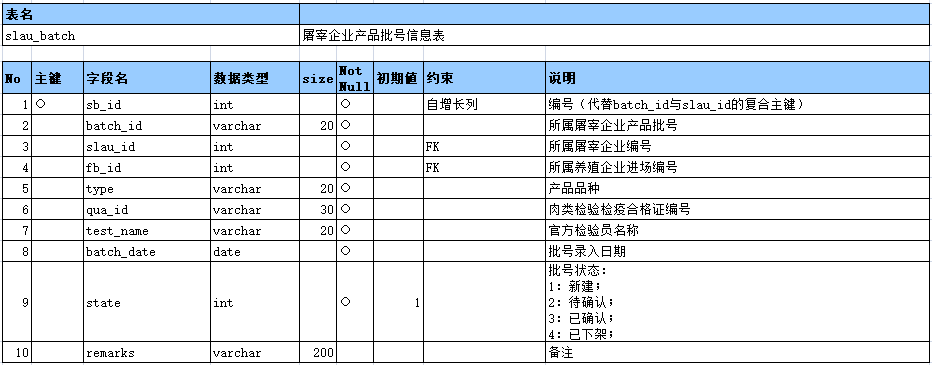 表名
slau_batch 屠宰企业产品批号信息表
No 主键 字段名 数据类型 size Not Null 初期値 约束 说明
1 ○ sb_id int ○ 自增长列 编号（代替batch_id与slau_id的复合主键）
2 batch_id varchar 20 ○ 所属屠宰企业产品批号
3 slau_id int ○ FK 所属屠宰企业编号
4 fb_id int ○ FK 所属养殖企业进场编号
5 type varchar 20 ○ 产品品种
6 qua_id varchar 30 ○ 肉类检验检疫合格证编号
7 test_name varchar 20 ○ 官方检验员名称
8 batch_date date ○ 批号录入日期
9 state int ○ 1 批号状态：
1：新建；
2：待确认；
3：已确认；
4：已下架；
10 remarks varchar 200 备注